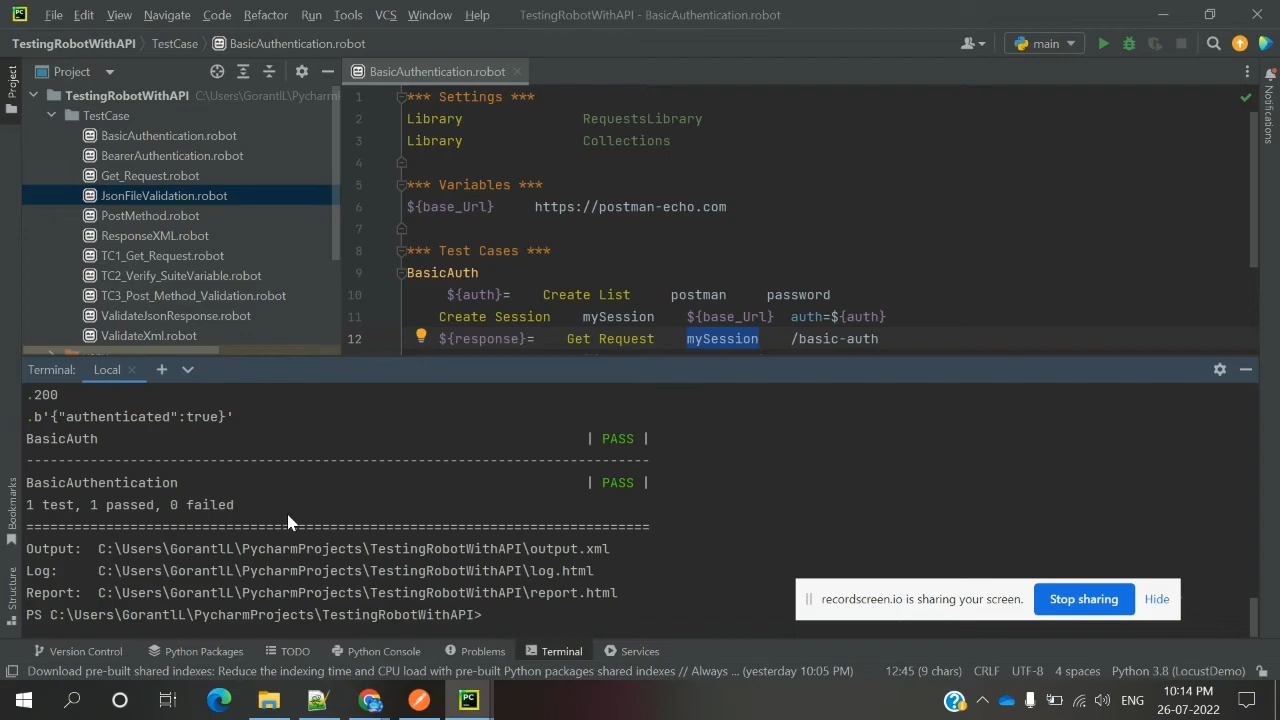 PC File Edit View Navigate Code Refactor Run Tools VCS Window Help TestingRobotWithAPI - BasicAuthentication.robot
TestingRobotWithAPI TestCase BasicAuthentication.robot main
Project Project BasicAuthentication.robot
TestingRobotWithAPI C:\Users\GorantlL\Pycharm
TestCase
BasicAuthentication.robot
BearerAuthentication.robot
Get_Request.robot
JsonFileValidation.robot
PostMethod.robot
ResponseXML.robot
TC1_Get_Request.robot
TC2_Verify_SuiteVariable.robot
TC3_Post_Method_Validation.robot
ValidateJsonResponse.robot
ValidateXml.robot
1 *** Settings ***
2 Library RequestsLibrary
3 Library Collections
4
5 *** Variables ***
6 ${base_Url} https://postman-echo.com
7
8 *** Test Cases ***
9 BasicAuth
10 ${auth}= Create List postman password
11 Create Session mySession ${base_Url} auth=${auth}
12 ${response}= Get Request mySession /basic-auth
Notifications
Terminal: Local
.200
.b'{"authenticated":true}'
BasicAuth | PASS |
------------------------------------------------------------------------------
BasicAuthentication | PASS |
1 test, 1 passed, 0 failed
==============================================================================
Output: C:\Users\GorantlL\PycharmProjects\TestingRobotWithAPI\output.xml
Log: C:\Users\GorantlL\PycharmProjects\TestingRobotWithAPI\log.html
Report: C:\Users\GorantlL\PycharmProjects\TestingRobotWithAPI\report.html
PS C:\Users\GorantlL\PycharmProjects\TestingRobotWithAPI>
Bookmarks
Structure
recordscreen.io is sharing your screen. Stop sharing Hide
Version Control Python Packages TODO Python Console Problems Terminal Services
Download pre-built shared indexes: Reduce the indexing time and CPU load with pre-built Python packages shared indexes // Always ... (yesterday 10:05 PM) 12:45 (9 chars) CRLF UTF-8 4 spaces Python 3.8 (LocustDemo)
PC ENG 10:14 PM
26-07-2022